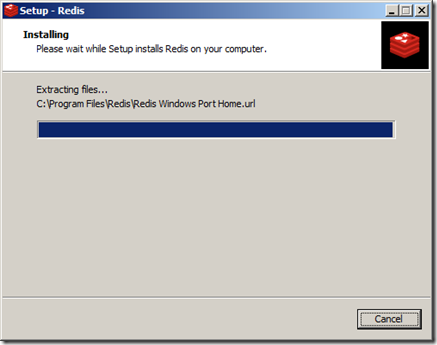 Setup - Redis
Installing
Please wait while Setup installs Redis on your computer.
Extracting files...
C:\Program Files\Redis\Redis Windows Port Home.url
Cancel